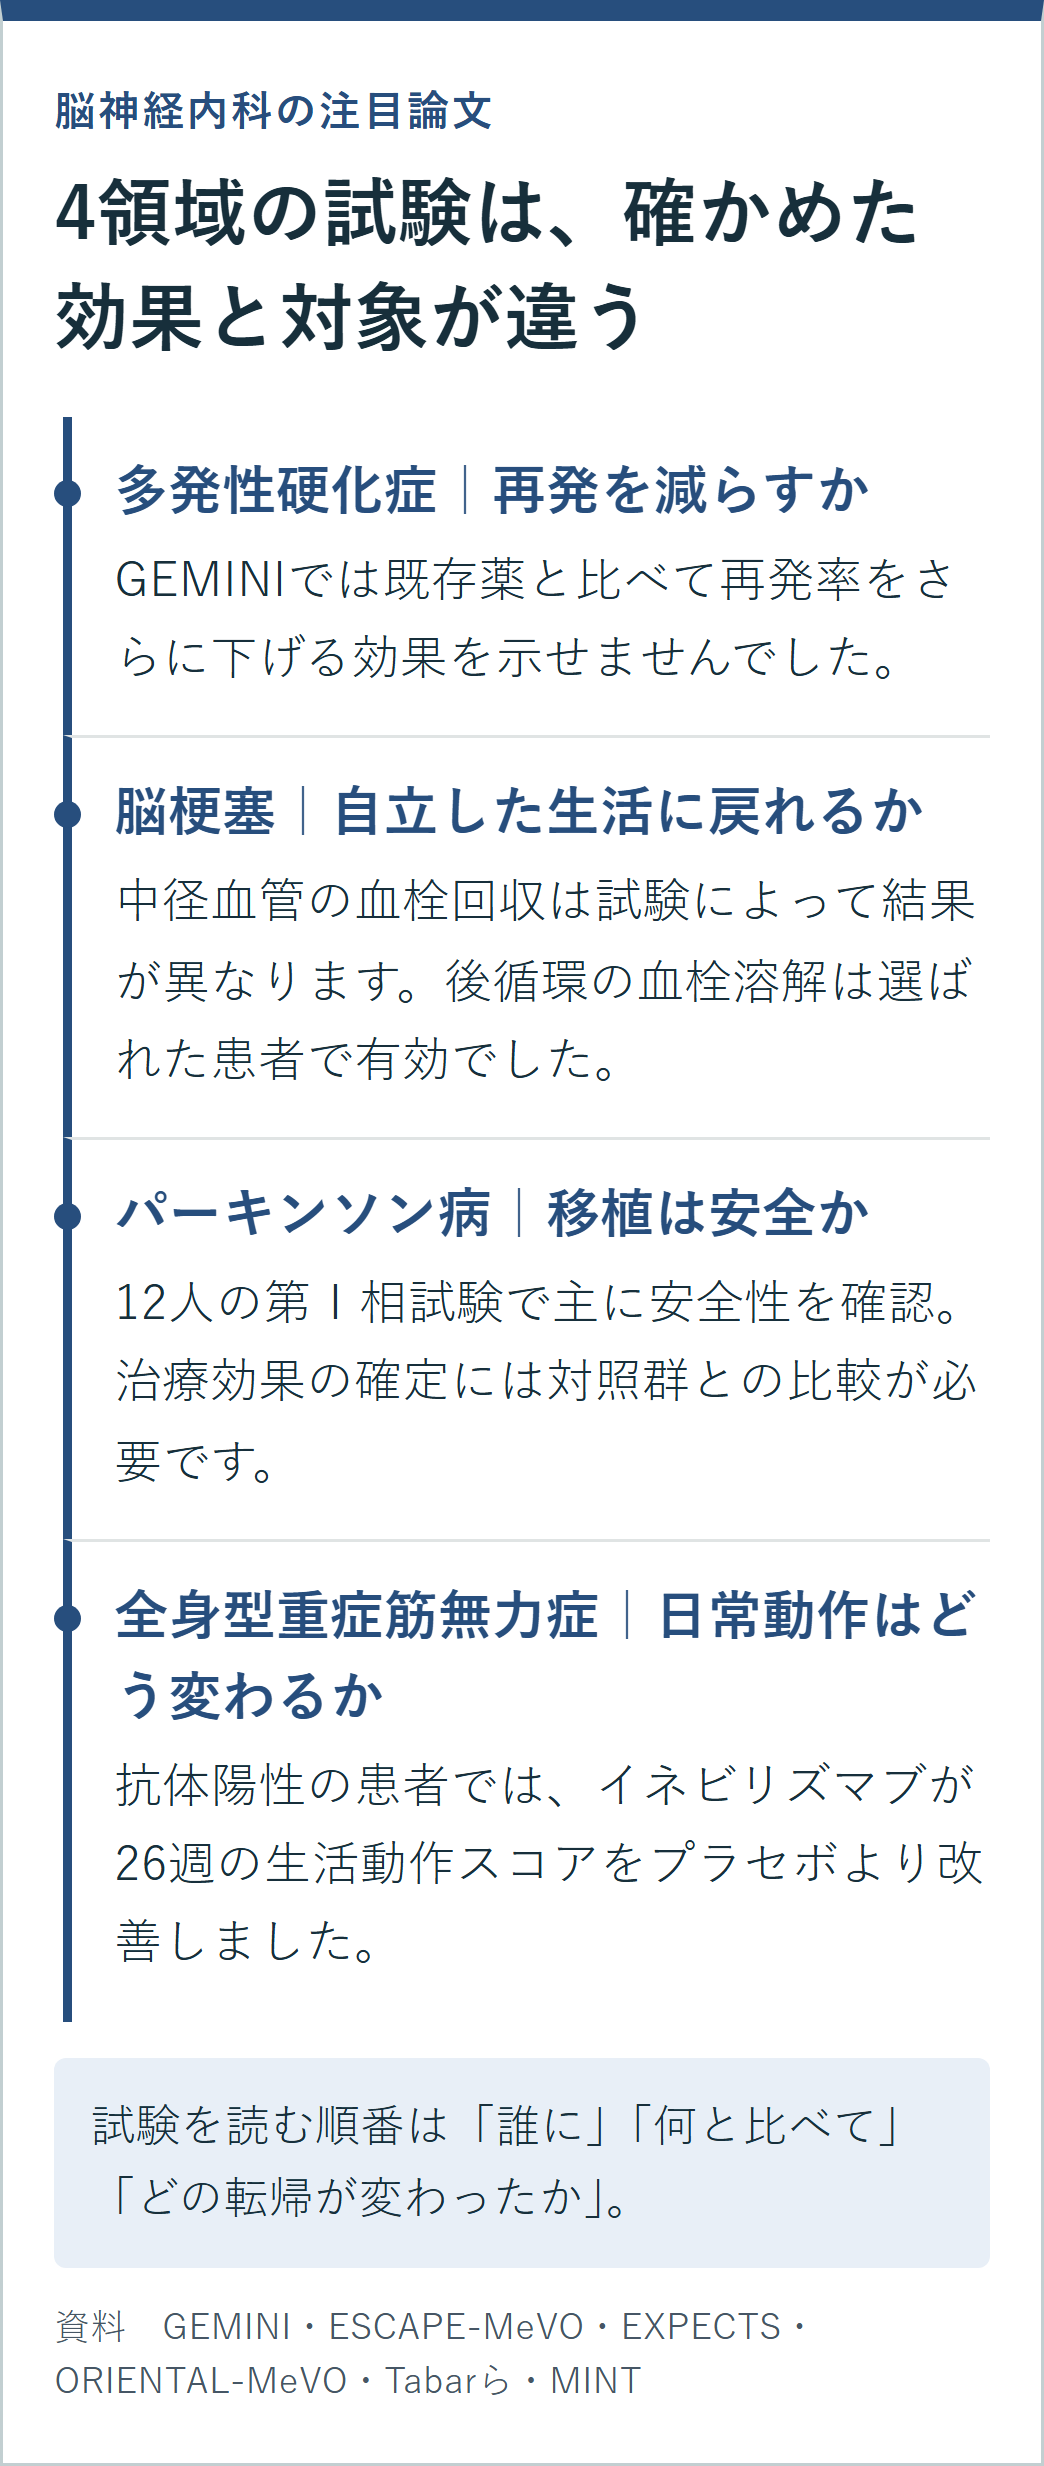 脳神経内科の注目論文
4領域の試験は、確かめた
効果と対象が違う
多発性硬化症｜再発を減らすか
GEMINIでは既存薬と比べて再発率をさ
らに下げる効果を示せませんでした。
脳梗塞｜自立した生活に戻れるか
中径血管の血栓回収は試験によって結果
が異なります。後循環の血栓溶解は選ば
れた患者で有効でした。
パーキンソン病｜移植は安全か
12人の第Ⅰ相試験で主に安全性を確認。
治療効果の確定には対照群との比較が必
要です。
全身型重症筋無力症｜日常動作はど
う変わるか
抗体陽性の患者では、イネビリズマブが
26週の生活動作スコアをプラセボより改
善しました。
試験を読む順番は「誰に」「何と比べて」
「どの転帰が変わったか」。
資料　GEMINI・ESCAPE-MeVO・EXPECTS・
ORIENTAL-MeVO・Tabarら・MINT